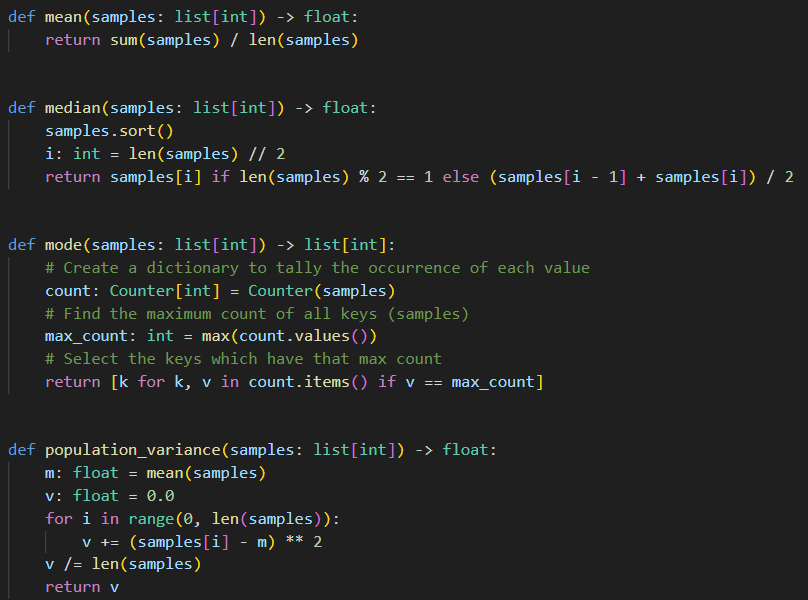 def mean(samples: list[int]) -> float:
    return sum(samples) / len(samples)
def median(samples: list[int]) -> float:
    samples.sort()
    i: int = len(samples) // 2
    return samples[i] if len(samples) % 2 == 1 else (samples[i - 1] + samples[i]) / 2
def mode(samples: list[int]) -> list[int]:
    # Create a dictionary to tally the occurrence of each value
    count: Counter[int] = Counter(samples)
    # Find the maximum count of all keys (samples)
    max_count: int = max(count.values())
    # Select the keys which have that max count
    return [k for k, v in count.items() if v == max_count]
def population_variance(samples: list[int]) -> float:
    m: float = mean(samples)
    v: float = 0.0
    for i in range(0, len(samples)):
        v += (samples[i] - m) ** 2
    v /= len(samples)
    return v